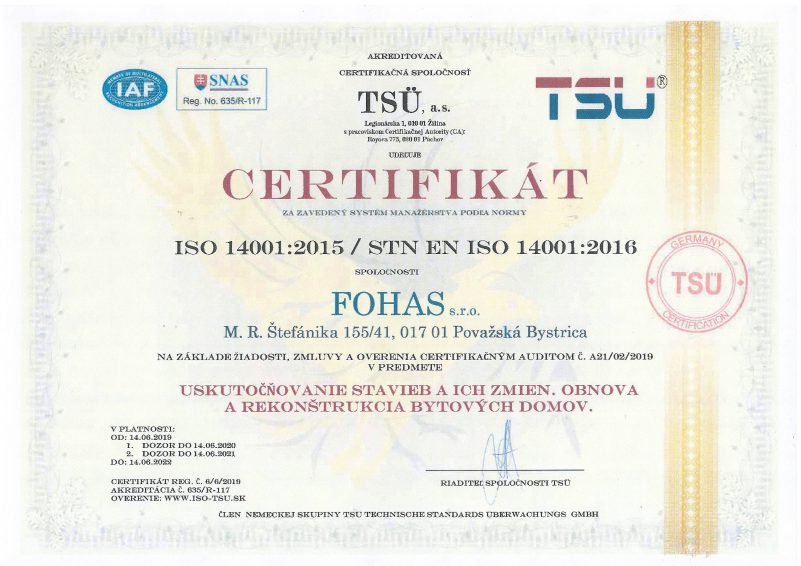 MEMBER OF MULTILATERAL
IAF
RECOGNITION ARRANGEMENT
SNAS
Reg. No. 635/R-117
AKREDITOVANÁ
CERTIFIKAČNÁ SPOLOČNOSŤ
TSÜ, a.s.
Legionárska 1, 010 01 Žilina
s pracoviskom Certifikačnej Autority (CA):
Royova 775, 020 01 Púchov
UDEĽUJE
TSÜ®
CERTIFIKÁT
ZA ZAVEDENÝ SYSTÉM MANAŽÉRSTVA PODĽA NORMY
ISO 14001:2015 / STN EN ISO 14001:2016
SPOLOČNOSTI
FOHAS s.r.o.
M. R. Štefánika 155/41, 017 01 Považská Bystrica
GERMANY
TSÜ
CERTIFICATION
NA ZÁKLADE ŽIADOSTI, ZMLUVY A OVERENIA CERTIFIKAČNÝM AUDITOM Č. A21/02/2019
V PREDMETE
USKUTOČŇOVANIE STAVIEB A ICH ZMIEN. OBNOVA
A REKONŠTRUKCIA BYTOVÝCH DOMOV.
V PLATNOSTI:
OD: 14.06.2019
1. DOZOR DO 14.06.2020
2. DOZOR DO 14.06.2021
DO: 14.06.2022
CERTIFIKÁT REG. Č. 6/6/2019
AKREDITÁCIA Č. 635/R-117
OVERENIE: WWW.ISO-TSU.SK
RIADITEĽ SPOLOČNOSTI TSÜ
ČLEN NEMECKEJ SKUPINY TSÜ TECHNISCHE STANDARDS ÜBERWACHUNGS GMBH